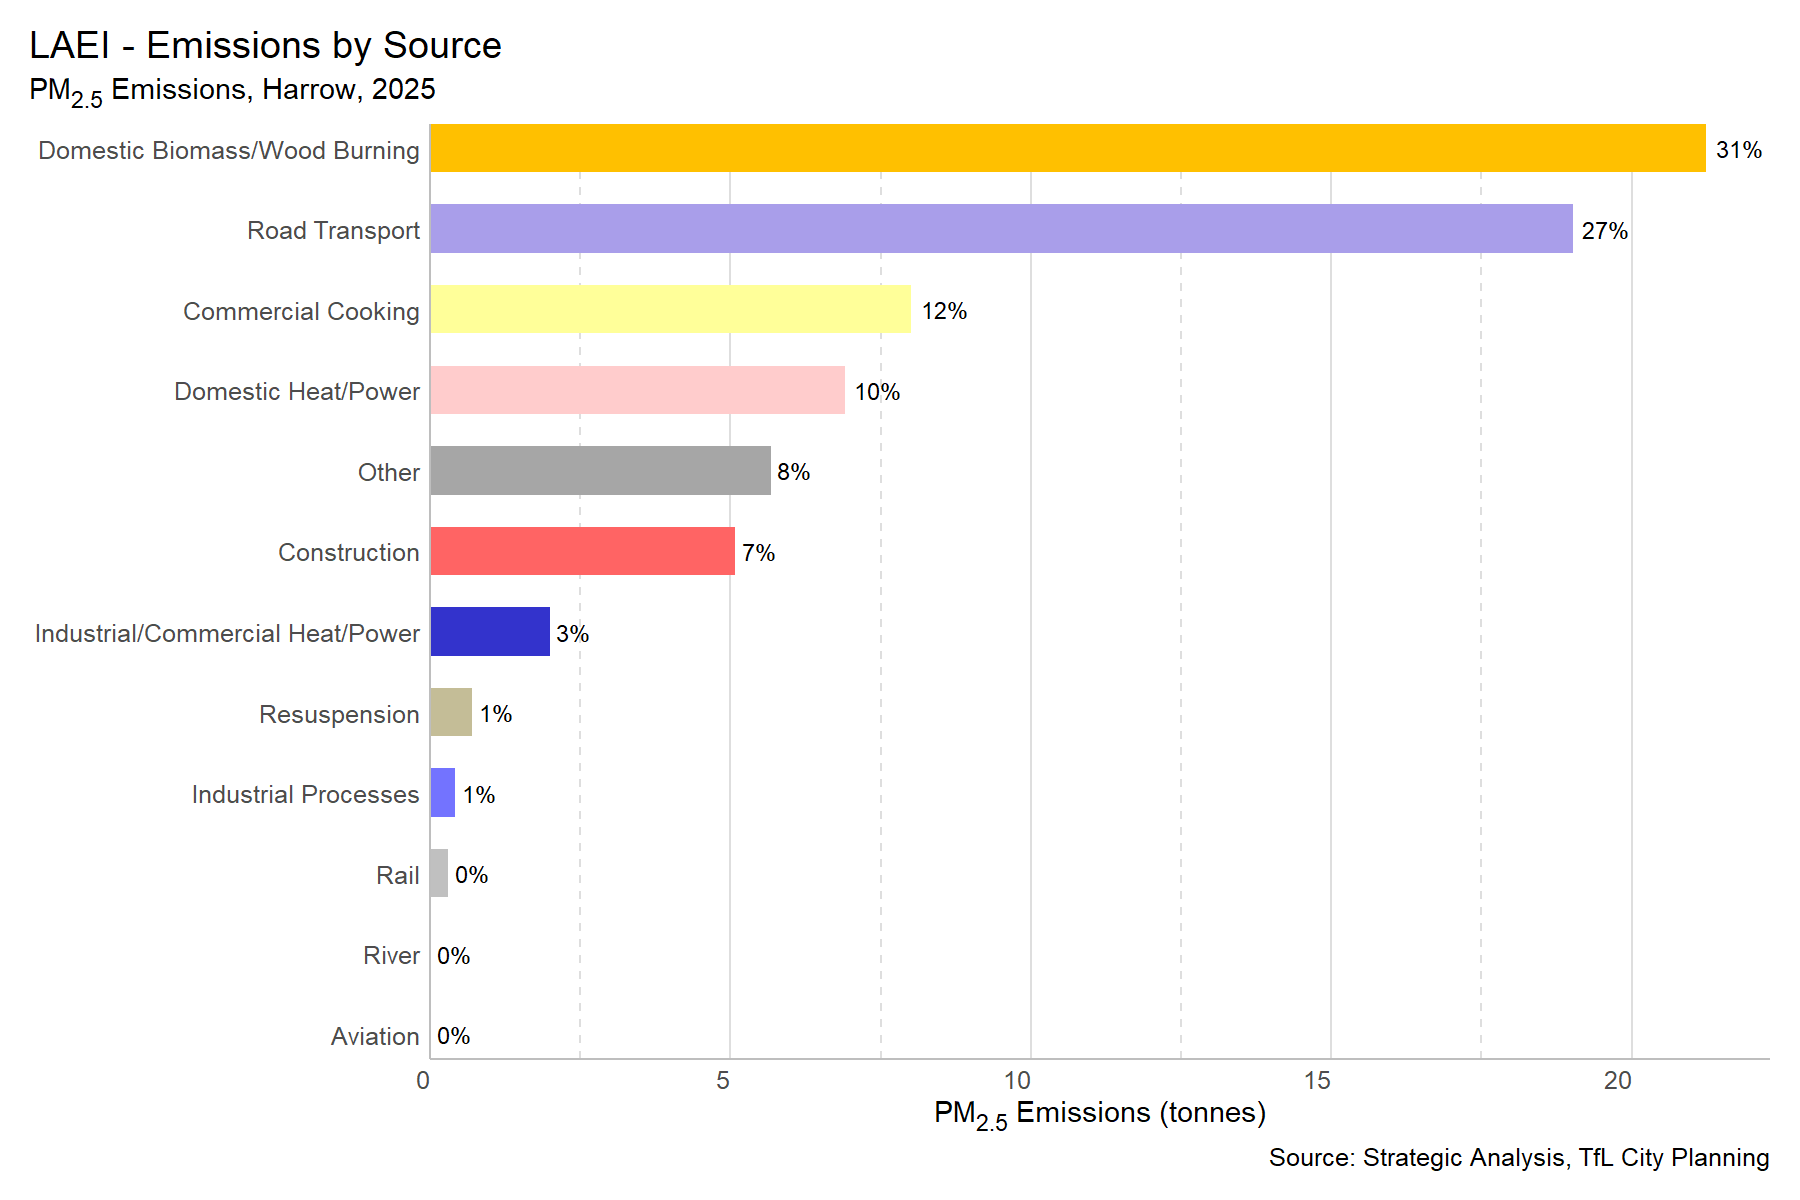 LAEI - Emissions by Source
PM2.5 Emissions, Harrow, 2025
Domestic Biomass/Wood Burning 31%
Road Transport 27%
Commercial Cooking 12%
Domestic Heat/Power 10%
Other 8%
Construction 7%
Industrial/Commercial Heat/Power 3%
Resuspension 1%
Industrial Processes 1%
Rail 0%
River 0%
Aviation 0%
0 5 10 15 20
PM2.5 Emissions (tonnes)
Source: Strategic Analysis, TfL City Planning